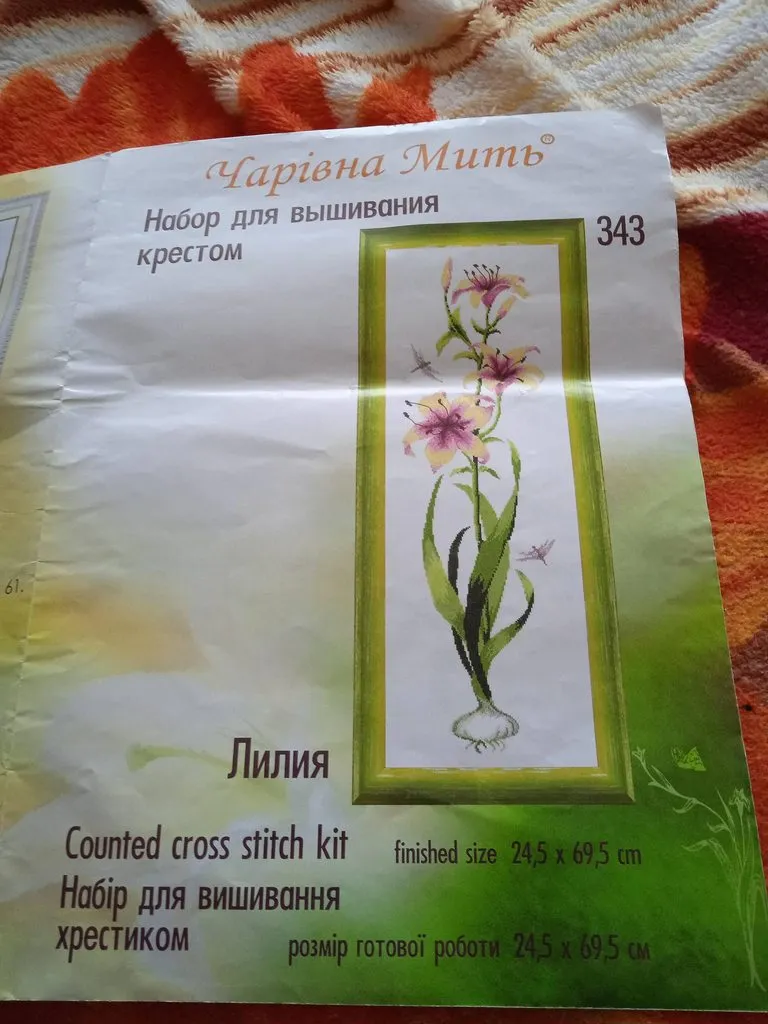 Чарівна Мить®
Набор для вышивания
крестом
343
61.
Лилия
Counted cross stitch kit
finished size 24,5 x 69,5 cm
Набір для вишивання
хрестиком
розмір готової роботи 24,5 x 69,5 см